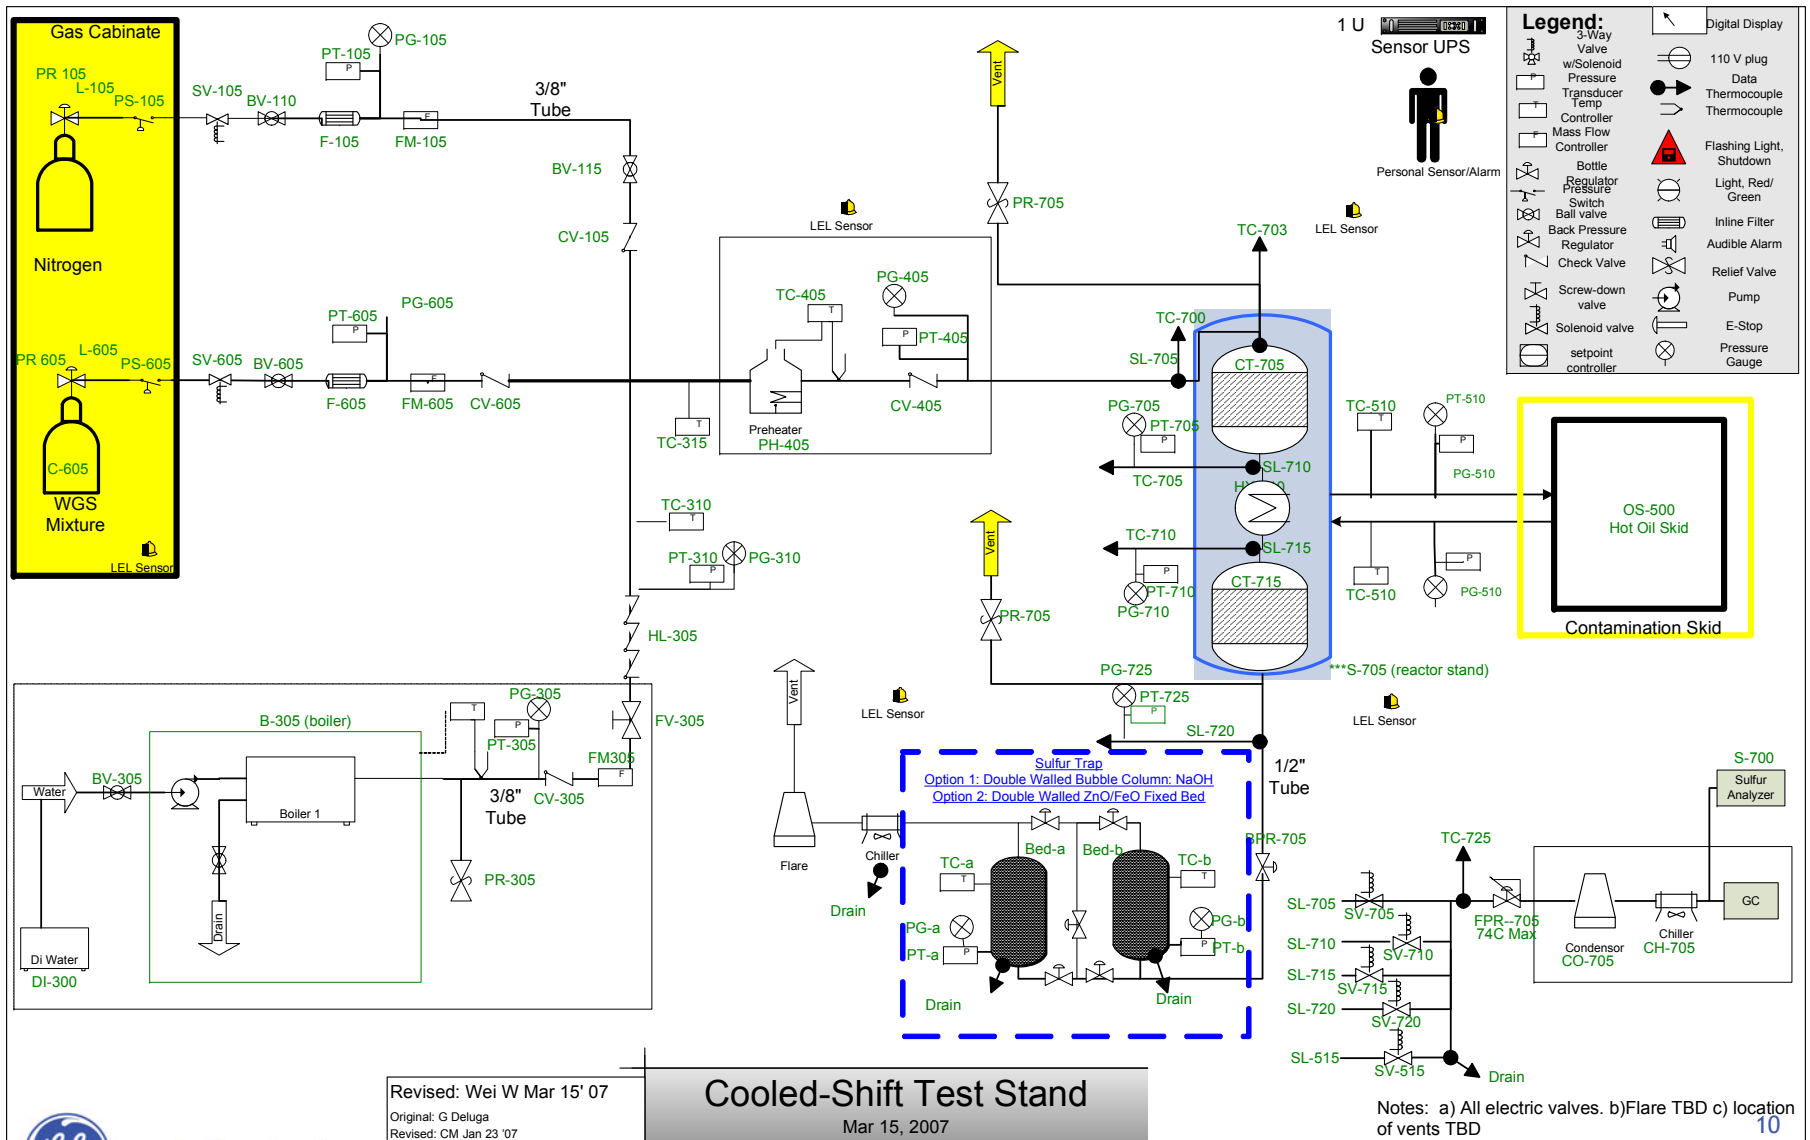 Gas Cabinate
PR 105
L-105
PS-105
SV-105
BV-110
PT-105
PG-105
P
F-105
FM-105
F
3/8"
Tube
Nitrogen
BV-115
CV-105
PR 605
L-605
PS-605
SV-605
BV-605
PT-605
PG-605
P
F-605
FM-605
F
CV-605
C-605
WGS
Mixture
LEL Sensor
LEL Sensor
TC-405
T
PG-405
PT-405
P
CV-405
Preheater
PH-405
TC-315
T
TC-310
T
PT-310
P
PG-310
HL-305
FV-305
FM305
F
B-305 (boiler)
BV-305
Water
Boiler 1
Drain
Di Water
DI-300
T
PG-305
PT-305
P
CV-305
3/8"
Tube
PR-305
Vent
PR-705
TC-703
LEL Sensor
1 U
Sensor UPS
Personal Sensor/Alarm
TC-700
SL-705
CT-705
PG-705
PT-705
P
TC-705
SL-710
TC-710
SL-715
PT-710
P
PG-710
CT-715
Vent
PR-705
***S-705 (reactor stand)
LEL Sensor
PG-725
PT-725
P
SL-720
1/2"
Tube
TC-510
T
PT-510
P
PG-510
TC-510
T
P
PG-510
OS-500
Hot Oil Skid
Contamination Skid
Vent
LEL Sensor
Flare
Chiller
Drain
Sulfur Trap
Option 1: Double Walled Bubble Column: NaOH
Option 2: Double Walled ZnO/FeO Fixed Bed
Bed-a
Bed-b
TC-a
T
TC-b
T
PG-a
PT-a
P
PG-b
PT-b
P
Drain
Drain
BPR-705
SL-705
SV-705
SL-710
SV-710
SL-715
SV-715
SL-720
SV-720
SL-515
SV-515
Drain
TC-725
FPR--705
74C Max
Condensor
CO-705
Chiller
CH-705
S-700
Sulfur
Analyzer
GC
Legend:
3-Way
Valve
w/Solenoid
P
Pressure
Transducer
T
Temp
Controller
F
Mass Flow
Controller
Bottle
Regulator
Pressure
Switch
Ball valve
Back Pressure
Regulator
Check Valve
Screw-down
valve
Solenoid valve
setpoint
controller
Digital Display
110 V plug
Data
Thermocouple
Thermocouple
Flashing Light,
Shutdown
Light, Red/
Green
Inline Filter
Audible Alarm
Relief Valve
Pump
E-Stop
Pressure
Gauge
Revised: Wei W Mar 15' 07
Original: G Deluga
Revised: CM Jan 23 '07
Cooled-Shift Test Stand
Mar 15, 2007
Notes: a) All electric valves. b)Flare TBD c) location
of vents TBD
10